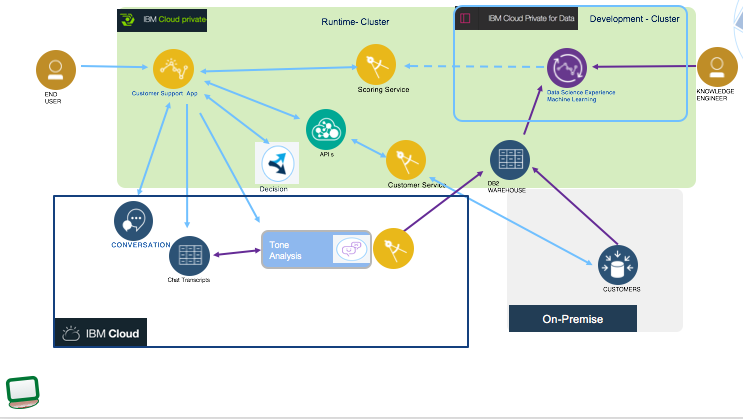 IBM Cloud private
Runtime- Cluster
IBM Cloud Private for Data
Development - Cluster
END
USER
Customer Support App
Scoring Service
Data Science Experience
Machine Learning
KNOWLEDGE
ENGINEER
API s
Decision
Customer Service
DB2
WAREHOUSE
CONVERSATION
Tone
Analysis
Chat Transcripts
CUSTOMERS
IBM Cloud
On-Premise